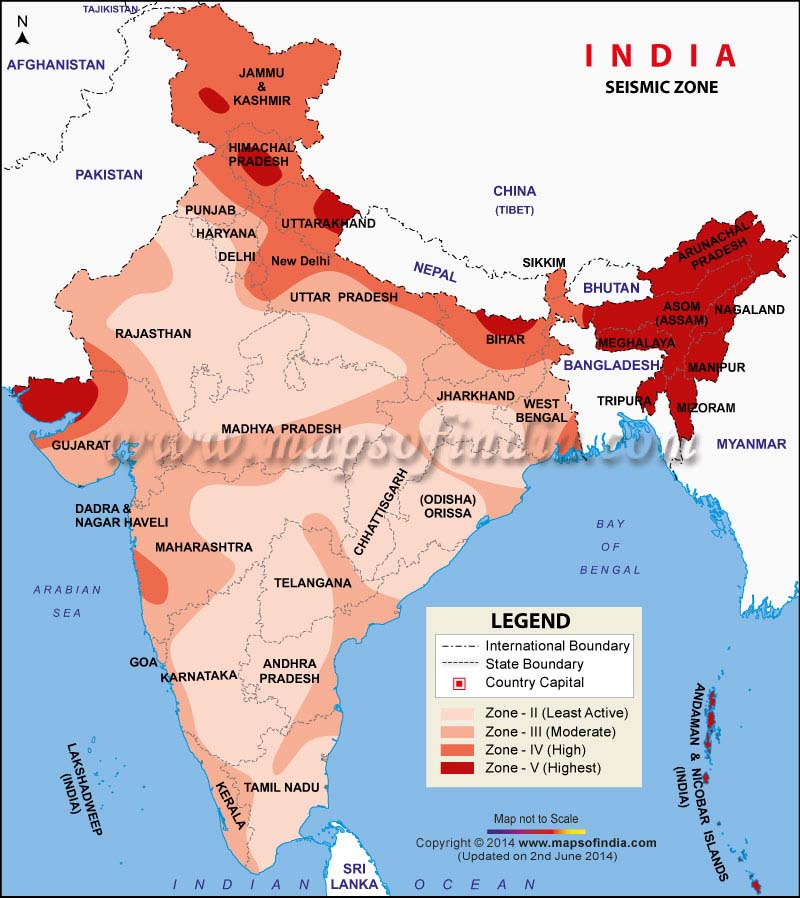 TAJIKISTAN
N
AFGHANISTAN
INDIA
SEISMIC ZONE
JAMMU
&
KASHMIR
HIMACHAL
PRADESH
PAKISTAN
CHINA
(TIBET)
PUNJAB
UTTARAKHAND
HARYANA
DELHI
New Delhi
NEPAL
SIKKIM
BHUTAN
ARUNACHAL
PRADESH
UTTAR PRADESH
RAJASTHAN
BIHAR
ASOM
(ASSAM)
NAGALAND
MEGHALAYA
BANGLADESH
MANIPUR
TRIPURA
MIZORAM
JHARKHAND
WEST
BENGAL
MYANMAR
GUJARAT
MADHYA PRADESH
www.mapsofindia.com
CHHATTISGARH
(ODISHA)
ORISSA
DADRA &
NAGAR HAVELI
MAHARASHTRA
BAY
OF
BENGAL
ARABIAN
SEA
TELANGANA
GOA
KARNATAKA
ANDHRA
PRADESH
LEGEND
International Boundary
State Boundary
Country Capital
Zone - II (Least Active)
Zone - III (Moderate)
Zone - IV (High)
Zone - V (Highest)
ANDAMAN & NICOBAR ISLANDS
(INDIA)
LAKSHADWEEP
(INDIA)
KERALA
TAMIL NADU
Map not to Scale
Copyright © 2014 www.mapsofindia.com
(Updated on 2nd June 2014)
SRI
LANKA
INDIAN OCEAN